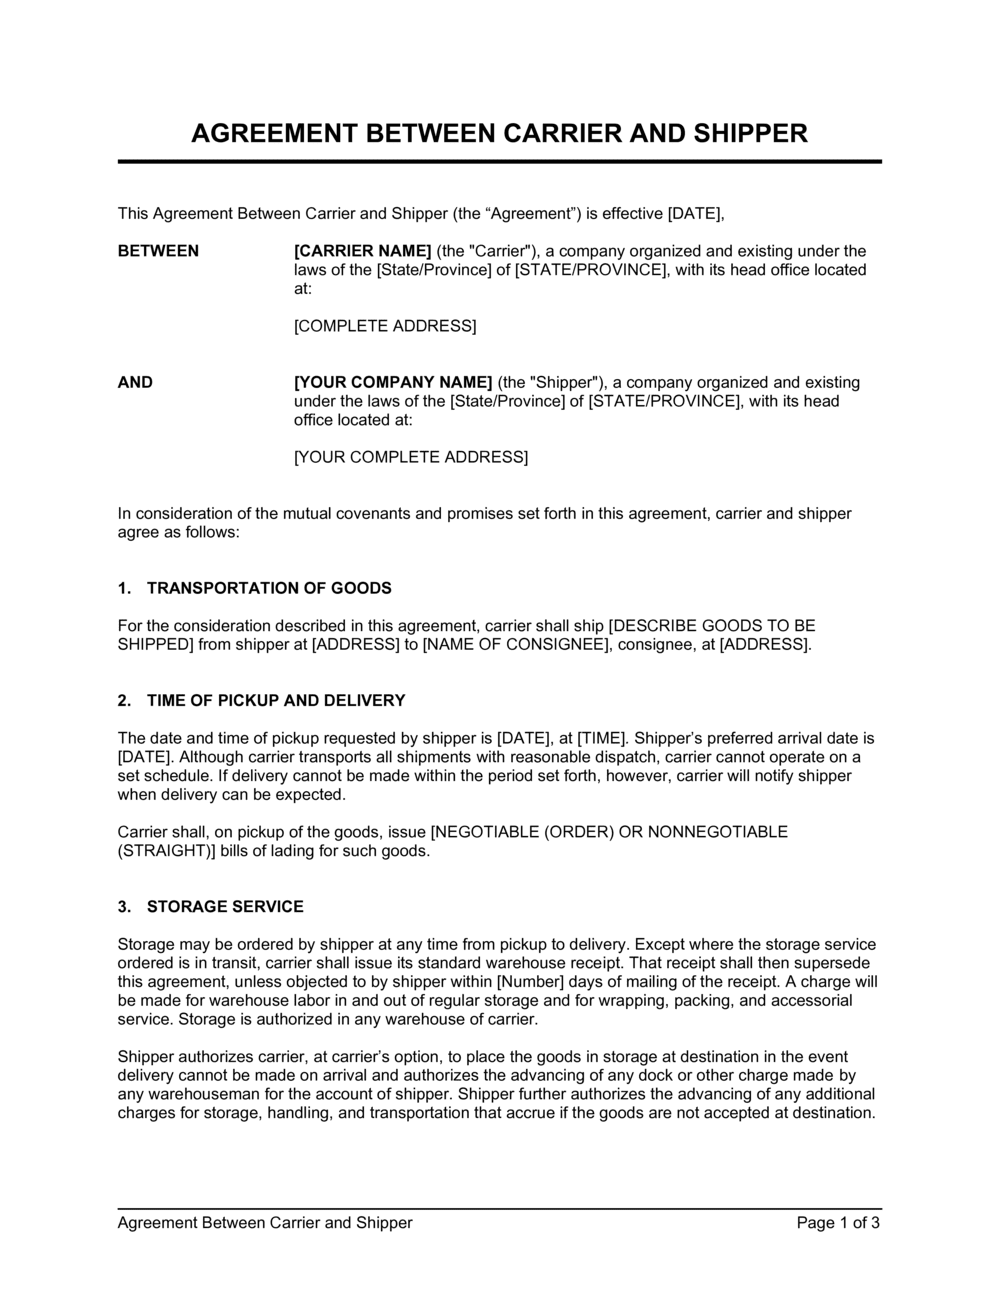 AGREEMENT BETWEEN CARRIER AND SHIPPER
This Agreement Between Carrier and Shipper (the “Agreement”) is effective [DATE],
BETWEEN [CARRIER NAME] (the "Carrier"), a company organized and existing under the
laws of the [State/Province] of [STATE/PROVINCE], with its head office located
at:
[COMPLETE ADDRESS]
AND [YOUR COMPANY NAME] (the "Shipper"), a company organized and existing
under the laws of the [State/Province] of [STATE/PROVINCE], with its head
office located at:
[YOUR COMPLETE ADDRESS]
In consideration of the mutual covenants and promises set forth in this agreement, carrier and shipper
agree as follows:
1. TRANSPORTATION OF GOODS
For the consideration described in this agreement, carrier shall ship [DESCRIBE GOODS TO BE
SHIPPED] from shipper at [ADDRESS] to [NAME OF CONSIGNEE], consignee, at [ADDRESS].
2. TIME OF PICKUP AND DELIVERY
The date and time of pickup requested by shipper is [DATE], at [TIME]. Shipper’s preferred arrival date is
[DATE]. Although carrier transports all shipments with reasonable dispatch, carrier cannot operate on a
set schedule. If delivery cannot be made within the period set forth, however, carrier will notify shipper
when delivery can be expected.
Carrier shall, on pickup of the goods, issue [NEGOTIABLE (ORDER) OR NONNEGOTIABLE
(STRAIGHT)] bills of lading for such goods.
3. STORAGE SERVICE
Storage may be ordered by shipper at any time from pickup to delivery. Except where the storage service
ordered is in transit, carrier shall issue its standard warehouse receipt. That receipt shall then supersede
this agreement, unless objected to by shipper within [Number] days of mailing of the receipt. A charge will
be made for warehouse labor in and out of regular storage and for wrapping, packing, and accessorial
service. Storage is authorized in any warehouse of carrier.
Shipper authorizes carrier, at carrier’s option, to place the goods in storage at destination in the event
delivery cannot be made on arrival and authorizes the advancing of any dock or other charge made by
any warehouseman for the account of shipper. Shipper further authorizes the advancing of any additional
charges for storage, handling, and transportation that accrue if the goods are not accepted at destination.
Agreement Between Carrier and Shipper Page 1 of 3